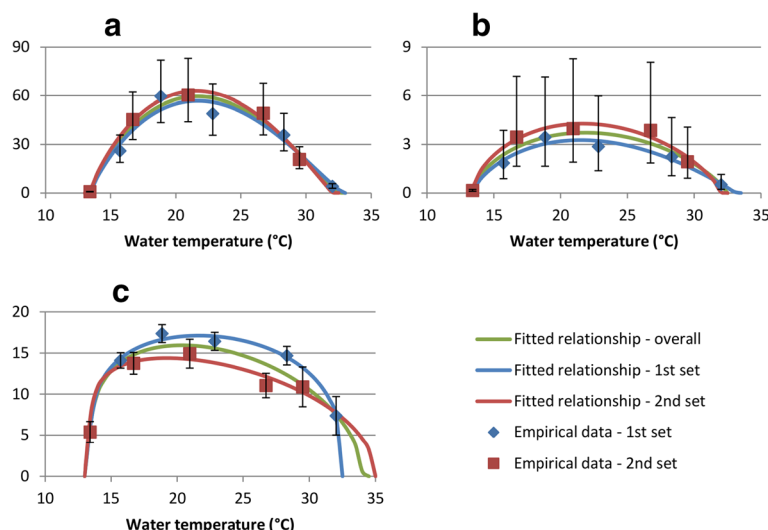 a
90
60
30
0
10 15 20 25 30 35
Water temperature (°C)
b
9
6
3
0
10 15 20 25 30 35
Water temperature (°C)
c
20
15
10
5
0
10 15 20 25 30 35
Water temperature (°C)
Fitted relationship - overall
Fitted relationship - 1st set
Fitted relationship - 2nd set
Empirical data - 1st set
Empirical data - 2nd set